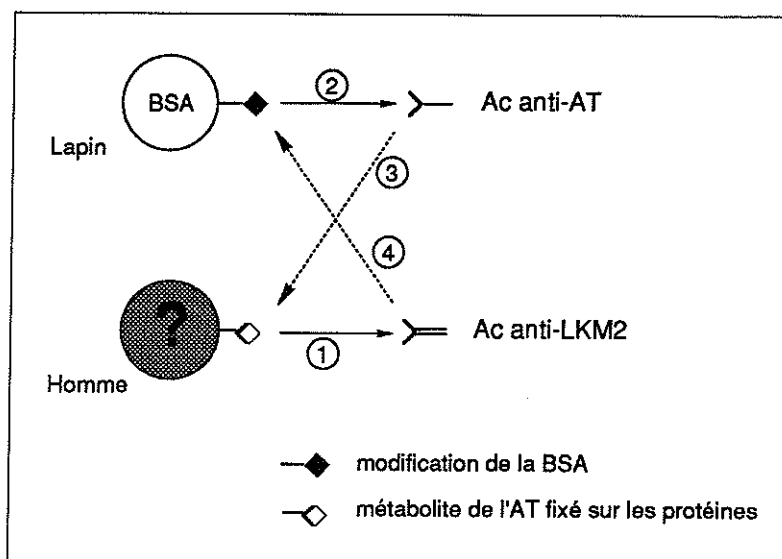 BSA
②
Ac anti-AT
Lapin
③
④
?
①
Ac anti-LKM2
Homme
modification de la BSA
métabolite de l'AT fixé sur les protéines